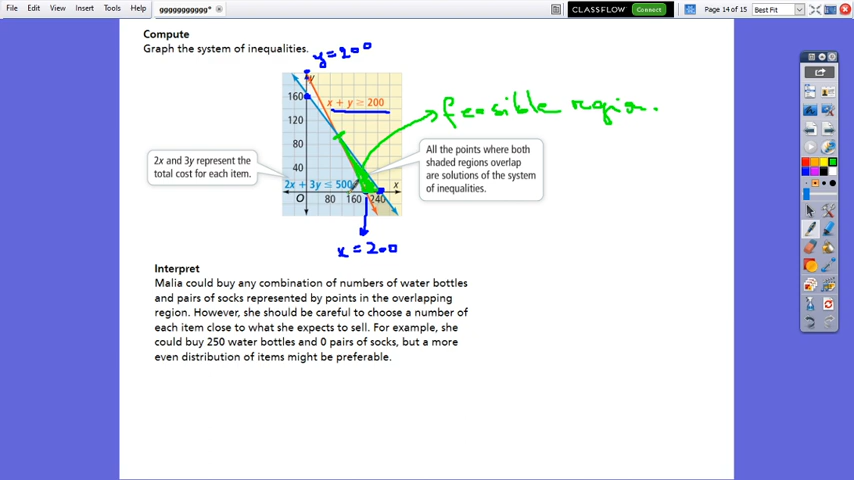 File Edit View Insert Tools Help
ggggggggggg*
CLASSFLOW Connect
Page 14 of 15
Best Fit
Compute
Graph the system of inequalities.
y=200
y
160
x + y ≥ 200
feasible region.
120
80
40
2x and 3y represent the
total cost for each item.
All the points where both
shaded regions overlap
are solutions of the system
of inequalities.
2x + 3y ≤ 500
x
O 80 160 240
x = 200
Interpret
Malia could buy any combination of numbers of water bottles
and pairs of socks represented by points in the overlapping
region. However, she should be careful to choose a number of
each item close to what she expects to sell. For example, she
could buy 250 water bottles and 0 pairs of socks, but a more
even distribution of items might be preferable.